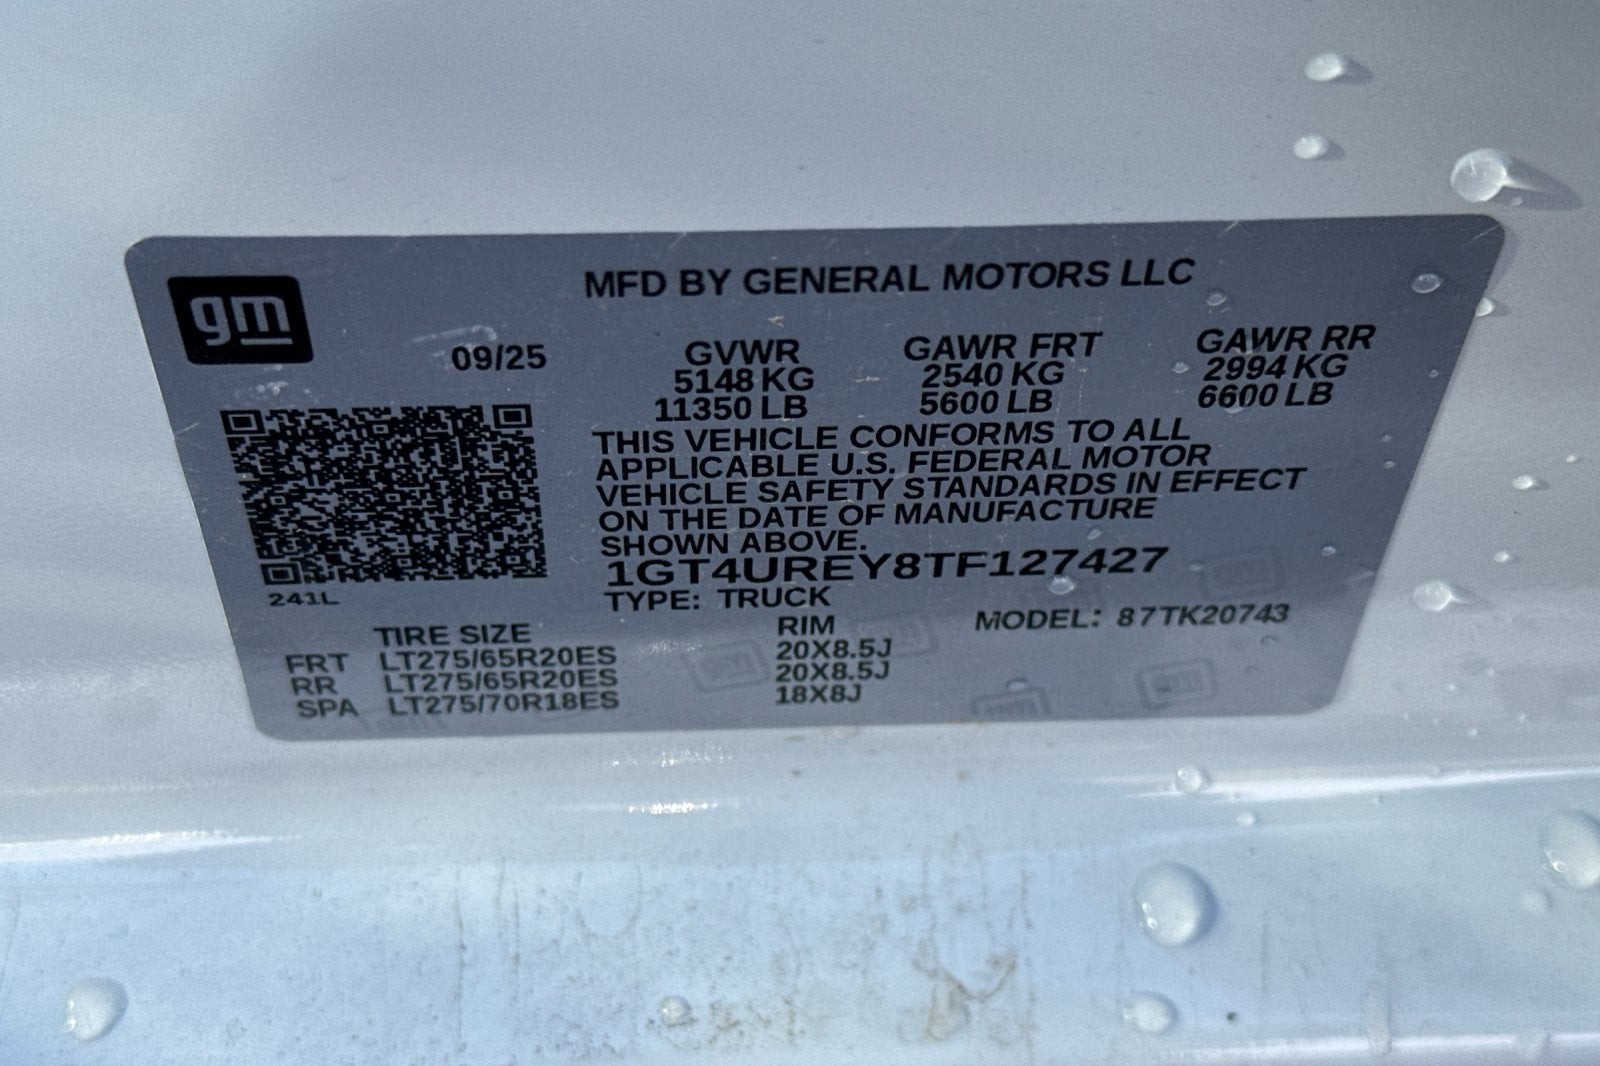 gm
MFD BY GENERAL MOTORS LLC
09/25 GVWR GAWR FRT GAWR RR
5148 KG 2540 KG 2994 KG
11350 LB 5600 LB 6600 LB
THIS VEHICLE CONFORMS TO ALL
APPLICABLE U.S. FEDERAL MOTOR
VEHICLE SAFETY STANDARDS IN EFFECT
ON THE DATE OF MANUFACTURE
SHOWN ABOVE.
1GT4UREY8TF127427
241L
TYPE: TRUCK
MODEL: 87TK20743
TIRE SIZE RIM
FRT LT275/65R20ES 20X8.5J
RR LT275/65R20ES 20X8.5J
SPA LT275/70R18ES 18X8J